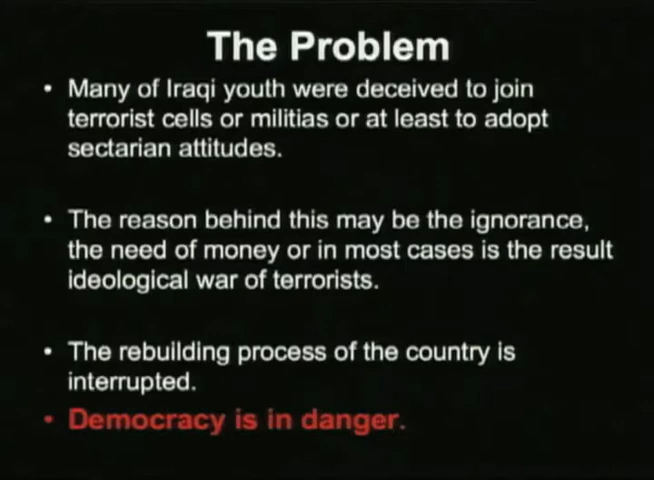 The Problem
• Many of Iraqi youth were deceived to join
terrorist cells or militias or at least to adopt
sectarian attitudes.
• The reason behind this may be the ignorance,
the need of money or in most cases is the result
ideological war of terrorists.
• The rebuilding process of the country is
interrupted.
• Democracy is in danger.